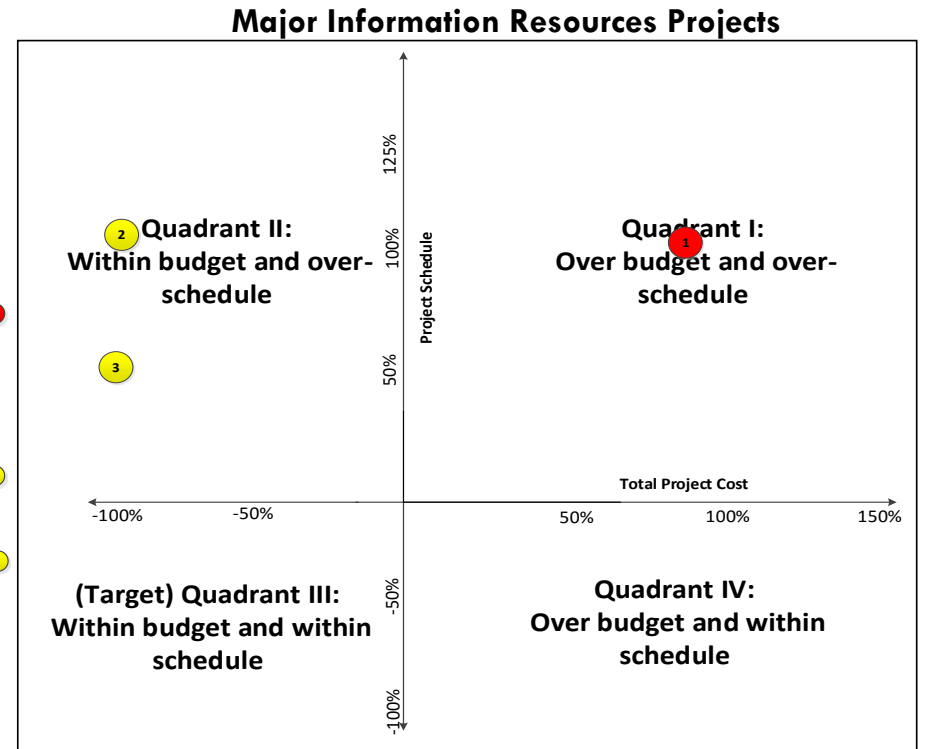 Major Information Resources Projects
125%
2
Quadrant II:
Within budget and over-
schedule
100%
Project Schedule
Quadrant I:
1
Over budget and over-
schedule
3
50%
Total Project Cost
-100%
-50%
50%
100%
150%
(Target) Quadrant III:
Within budget and within
schedule
-50%
Quadrant IV:
Over budget and within
schedule
-100%